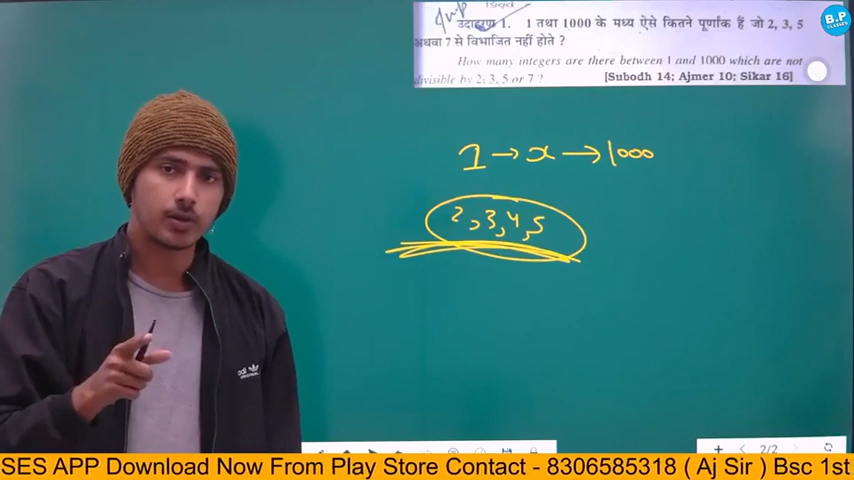 Imp
उदाहरण 1. 1 तथा 1000 के मध्य ऐसे कितने पूर्णांक हैं जो 2, 3, 5
अथवा 7 से विभाजित नहीं होते ?
How many integers are there between 1 and 1000 which are not
divisible by 2, 3, 5 or 7 ? [Subodh 14; Ajmer 10; Sikar 16]
B.P
CLASSES
1 → x → 1000
2, 3, 4, 5
adidas
2/2
SES APP Download Now From Play Store Contact - 8306585318 ( Aj Sir ) Bsc 1st